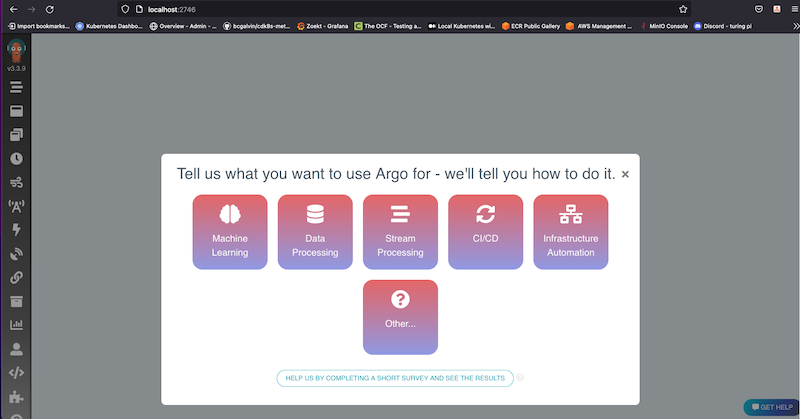 localhost:2746
Import bookmarks...
Kubernetes Dashbo...
Overview - Admin - ...
bcgalvin/cdk8s-met...
Zoekt - Grafana
The OCF - Testing a...
Local Kubernetes wi...
ECR Public Gallery
AWS Management ...
MinIO Console
Discord - turing pi
v3.3.9
Tell us what you want to use Argo for - we'll tell you how to do it.
Machine
Learning
Data
Processing
Stream
Processing
CI/CD
Infrastructure
Automation
Other...
HELP US BY COMPLETING A SHORT SURVEY AND SEE THE RESULTS
GET HELP